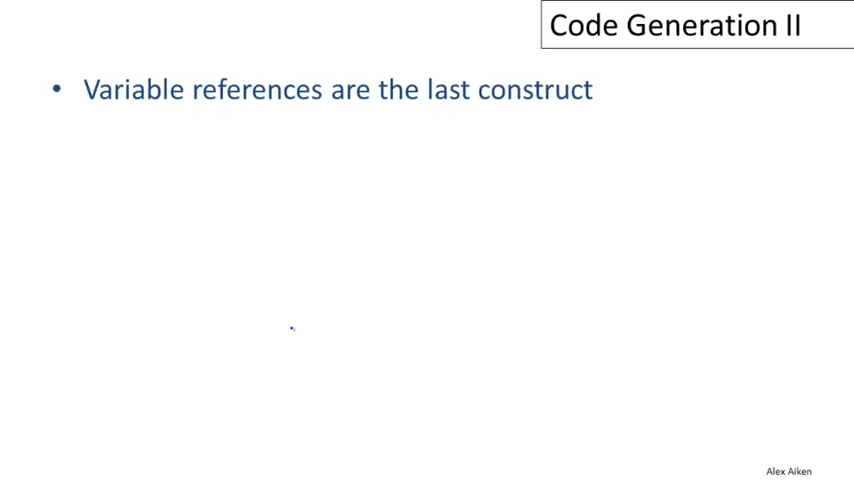 Code Generation II
• Variable references are the last construct
Alex Aiken